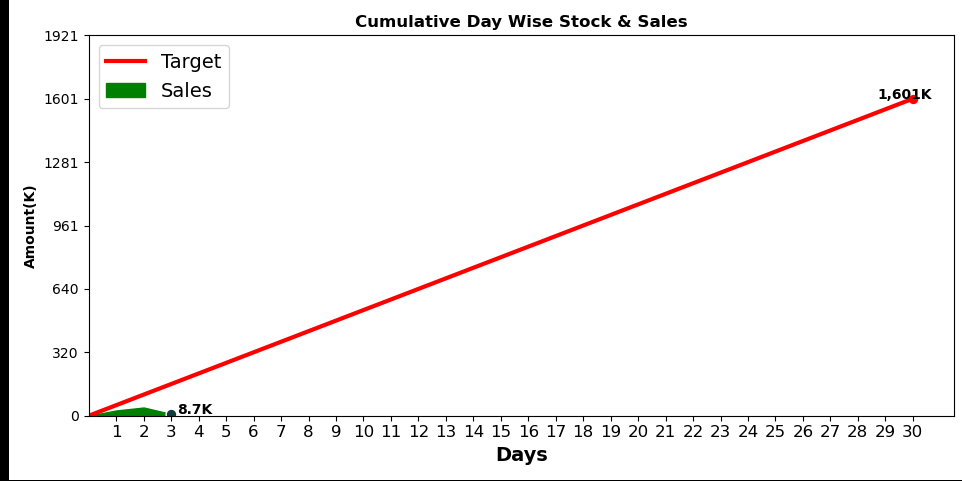 Cumulative Day Wise Stock & Sales
1921
1601
1281
961
640
320
0
Amount(K)
Target
Sales
1,601K
8.7K
1 2 3 4 5 6 7 8 9 10 11 12 13 14 15 16 17 18 19 20 21 22 23 24 25 26 27 28 29 30
Days